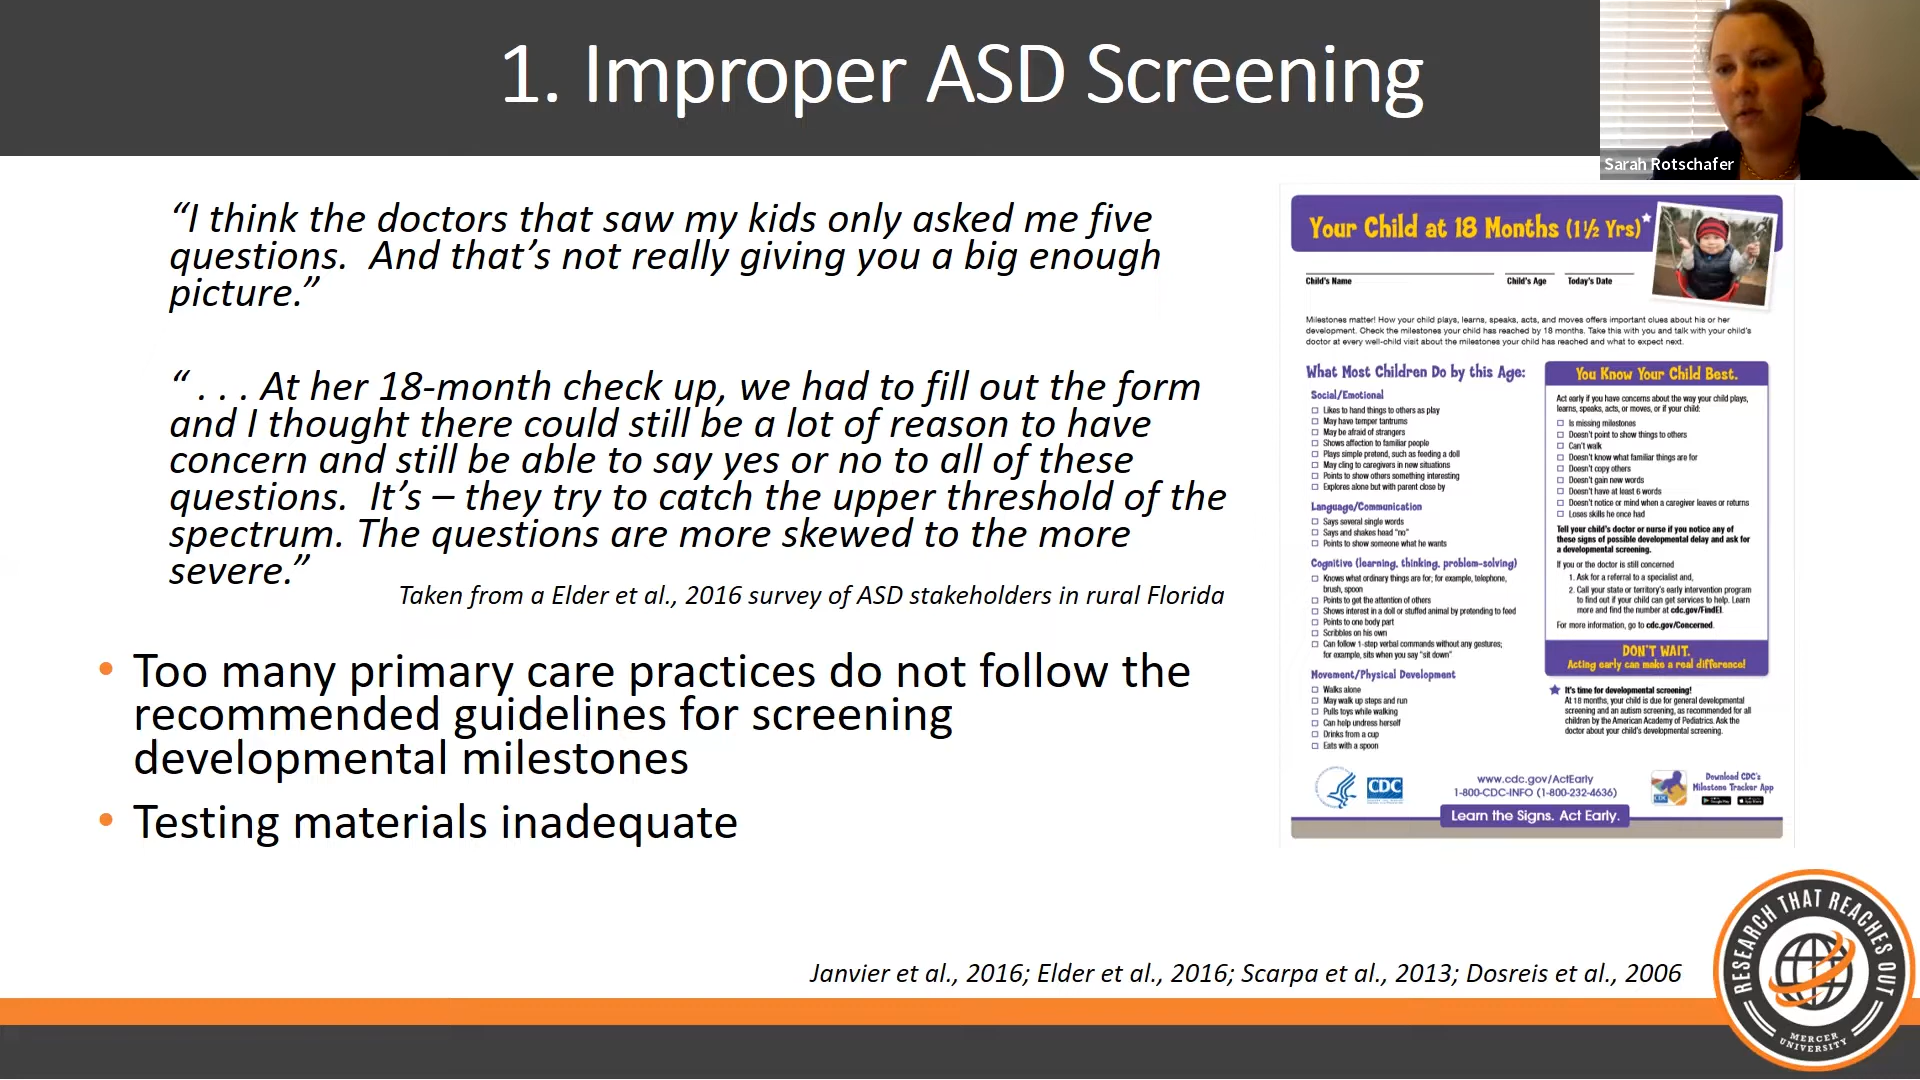 1. Improper ASD Screening
Sarah Rotschafer
“I think the doctors that saw my kids only asked me five
questions.  And that’s not really giving you a big enough
picture.”
“ . . . At her 18-month check up, we had to fill out the form
and I thought there could still be a lot of reason to have
concern and still be able to say yes or no to all of these
questions.  It’s – they try to catch the upper threshold of the
spectrum. The questions are more skewed to the more
severe.”
Taken from a Elder et al., 2016 survey of ASD stakeholders in rural Florida
• Too many primary care practices do not follow the
recommended guidelines for screening
developmental milestones
• Testing materials inadequate
Your Child at 18 Months (1½ Yrs)
Child's Name
Child's Age
Today's Date
Milestones matter! How your child plays, learns, speaks, acts, and moves offers important clues about his or her
development. Check the milestones your child has reached by 18 months. Take this with you and talk with your child's
doctor at every well-child visit about the milestones your child has reached and what to expect next.
What Most Children Do by this Age:
Social/Emotional
Likes to hand things to others as play
May have temper tantrums
May be afraid of strangers
Shows affection to familiar people
Plays simple pretend, such as feeding a doll
May cling to caregivers in new situations
Points to show others something interesting
Explores alone but with parent close by
Language/Communication
Says several single words
Says and shakes head "no"
Points to show someone what he wants
Cognitive (learning, thinking, problem-solving)
Knows what ordinary things are for; for example, telephone,
brush, spoon
Points to get the attention of others
Shows interest in a doll or stuffed animal by pretending to feed
Points to one body part
Scribbles on his own
Can follow 1-step verbal commands without any gestures;
for example, sits when you say "sit down"
Movement/Physical Development
Walks alone
May walk up steps and run
Pulls toys while walking
Can help undress herself
Drinks from a cup
Eats with a spoon
You Know Your Child Best.
Act early if you have concerns about the way your child plays,
learns, speaks, acts, or moves, or if your child:
Is missing milestones
Doesn't point to show things to others
Can't walk
Doesn't know what familiar things are for
Doesn't copy others
Doesn't gain new words
Doesn't have at least 6 words
Doesn't notice or mind when a caregiver leaves or returns
Loses skills he once had
Tell your child's doctor or nurse if you notice any of
these signs of possible developmental delay and ask for
a developmental screening.
If you or the doctor is still concerned
1. Ask for a referral to a specialist and,
2. Call your state or territory's early intervention program
to find out if your child can get services to help. Learn
more and find the number at cdc.gov/FindEI.
For more information, go to cdc.gov/Concerned.
DON'T WAIT.
Acting early can make a real difference!
It's time for developmental screening!
At 18 months, your child is due for general developmental
screening and an autism screening, as recommended for all
children by the American Academy of Pediatrics. Ask the
doctor about your child's developmental screening.
CDC
www.cdc.gov/ActEarly
1-800-CDC-INFO (1-800-232-4636)
Download CDC's
Milestone Tracker App
Learn the Signs. Act Early.
Janvier et al., 2016; Elder et al., 2016; Scarpa et al., 2013; Dosreis et al., 2006
RESEARCH THAT REACHES OUT
MERCER
UNIVERSITY